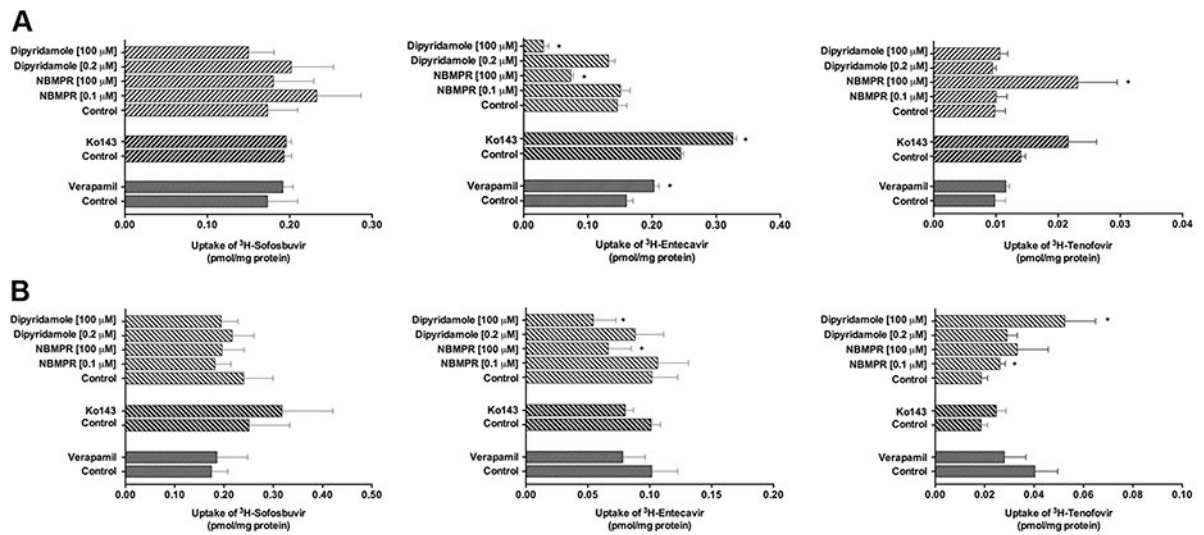 A
Dipyridamole [100 µM]
Dipyridamole [0.2 µM]
NBMPR [100 µM]
NBMPR [0.1 µM]
Control
Ko143
Control
Verapamil
Control
0.00 0.10 0.20 0.30
Uptake of ³H-Sofosbuvir
(pmol/mg protein)
Dipyridamole [100 µM]
Dipyridamole [0.2 µM]
NBMPR [100 µM]
NBMPR [0.1 µM]
Control
Ko143
Control
Verapamil
Control
*
*
*
*
0.00 0.10 0.20 0.30 0.40
Uptake of ³H-Entecavir
(pmol/mg protein)
Dipyridamole [100 µM]
Dipyridamole [0.2 µM]
NBMPR [100 µM]
NBMPR [0.1 µM]
Control
Ko143
Control
Verapamil
Control
*
0.00 0.01 0.02 0.03 0.04
Uptake of ³H-Tenofovir
(pmol/mg protein)
B
Dipyridamole [100 µM]
Dipyridamole [0.2 µM]
NBMPR [100 µM]
NBMPR [0.1 µM]
Control
Ko143
Control
Verapamil
Control
0.00 0.10 0.20 0.30 0.40 0.50
Uptake of ³H-Sofosbuvir
(pmol/mg protein)
Dipyridamole [100 µM]
Dipyridamole [0.2 µM]
NBMPR [100 µM]
NBMPR [0.1 µM]
Control
Ko143
Control
Verapamil
Control
*
*
0.00 0.05 0.10 0.15 0.20
Uptake of ³H-Entecavir
(pmol/mg protein)
Dipyridamole [100 µM]
Dipyridamole [0.2 µM]
NBMPR [100 µM]
NBMPR [0.1 µM]
Control
Ko143
Control
Verapamil
Control
*
*
0.00 0.02 0.04 0.06 0.08 0.10
Uptake of ³H-Tenofovir
(pmol/mg protein)